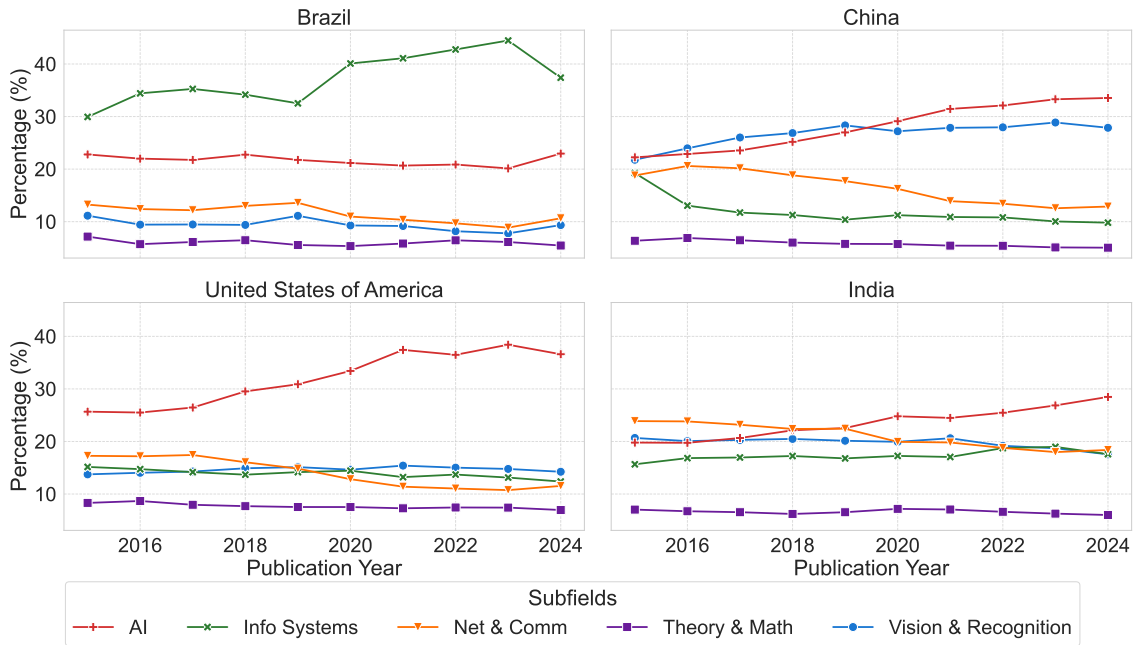 Brazil
China
Percentage (%)
40
30
20
10
United States of America
India
Percentage (%)
40
30
20
10
2016 2018 2020 2022 2024
2016 2018 2020 2022 2024
Publication Year
Publication Year
Subfields
AI Info Systems Net & Comm Theory & Math Vision & Recognition